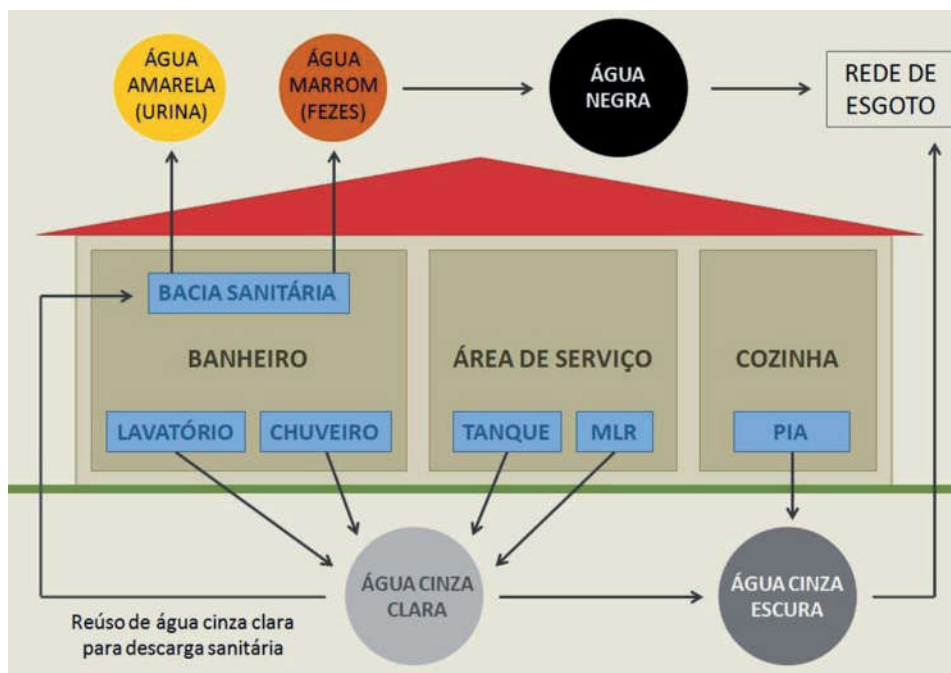 ÁGUA
AMARELA
(URINA)
ÁGUA
MARROM
(FEZES)
ÁGUA
NEGRA
REDE DE
ESGOTO
BACIA SANITÁRIA
BANHEIRO
ÁREA DE SERVIÇO
COZINHA
LAVATÓRIO
CHUVEIRO
TANQUE
MLR
PIA
ÁGUA CINZA
CLARA
ÁGUA CINZA
ESCURA
Reúso de água cinza clara
para descarga sanitária